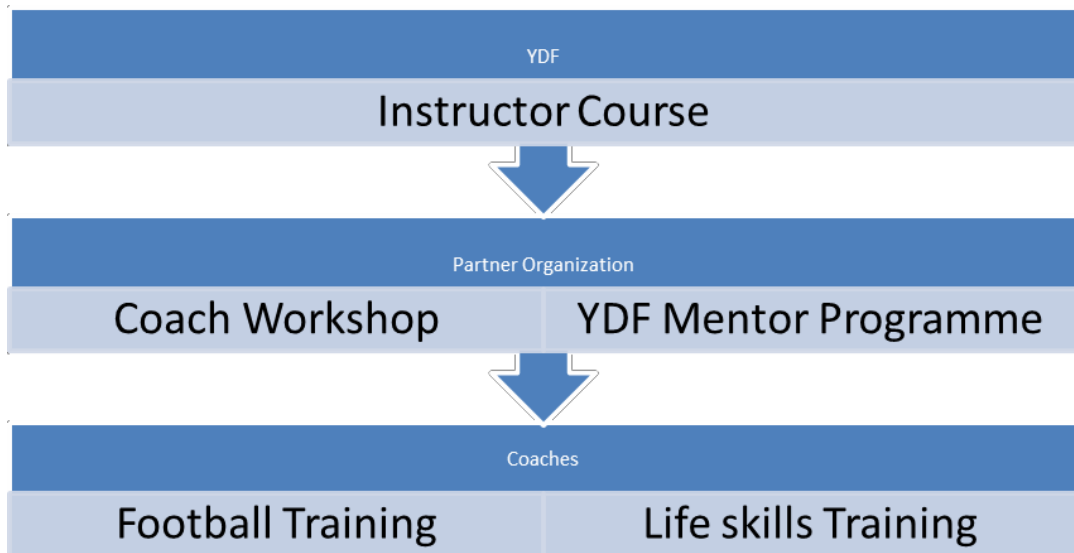 YDF
Instructor Course
Partner Organization
Coach Workshop
YDF Mentor Programme
Coaches
Football Training
Life skills Training